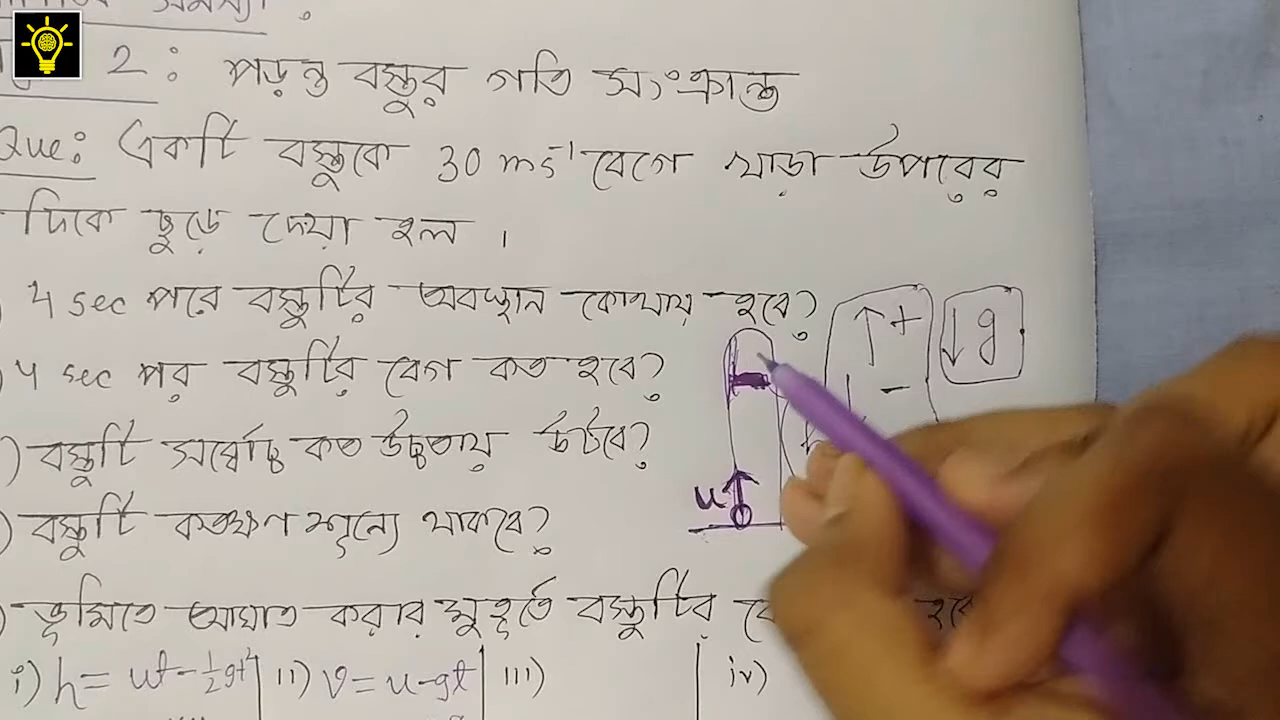 2: পড়ন্ত বস্তুর গতি সংক্রান্ত
Que: একটি বস্তুকে 30 ms⁻¹ বেগে খাড়া উপরের
দিকে ছুড়ে দেয়া হল ।
) 4 sec পরে বস্তুটির অবস্থান কোথায় হবে?
) 4 sec পর বস্তুটির বেগ কত হবে?
) বস্তুটি সর্বোচ্চ কত উচ্চতায় উঠবে?
) বস্তুটি কতক্ষণ শূন্যে থাকবে?
) ভূমিতে আঘাত করার মুহূর্তে বস্তুটির
↑ +
-
↓ g
u
i) h = ut - ½gt² | ii) v = u - gt | iii) | iv)